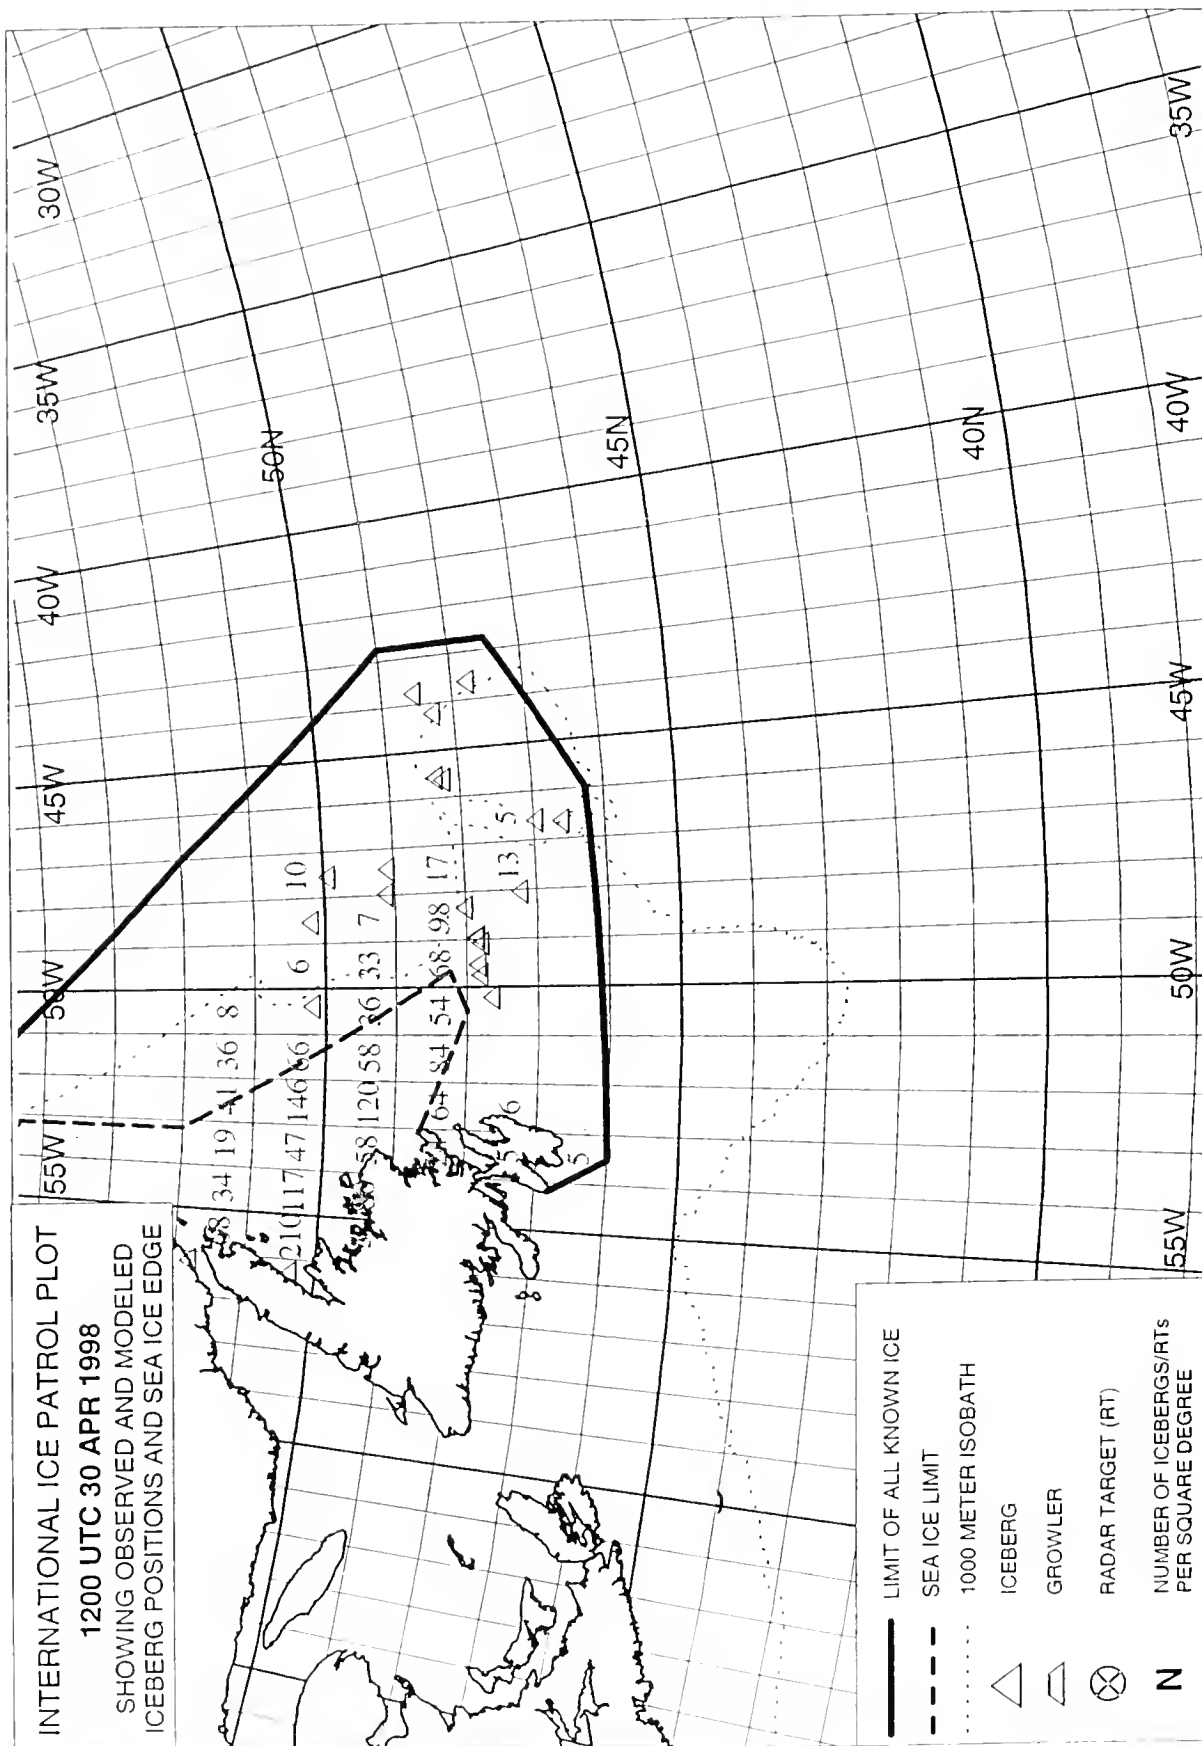 INTERNATIONAL ICE PATROL PLOT
1200 UTC 30 APR 1998
SHOWING OBSERVED AND MODELED
ICEBERG POSITIONS AND SEA ICE EDGE
55W
50W
45W
40W
35W
30W
34 19 41 36 8
210 117 47 146 66 6 10
58 120 58 36 33 7
64 84 54 68 98 17
5 6 13 5
5
50N
45N
40N
55W
50W
45W
40W
35W
LIMIT OF ALL KNOWN ICE
SEA ICE LIMIT
1000 METER ISOBATH
ICEBERG
GROWLER
RADAR TARGET (RT)
N NUMBER OF ICEBERGS/RTs
PER SQUARE DEGREE